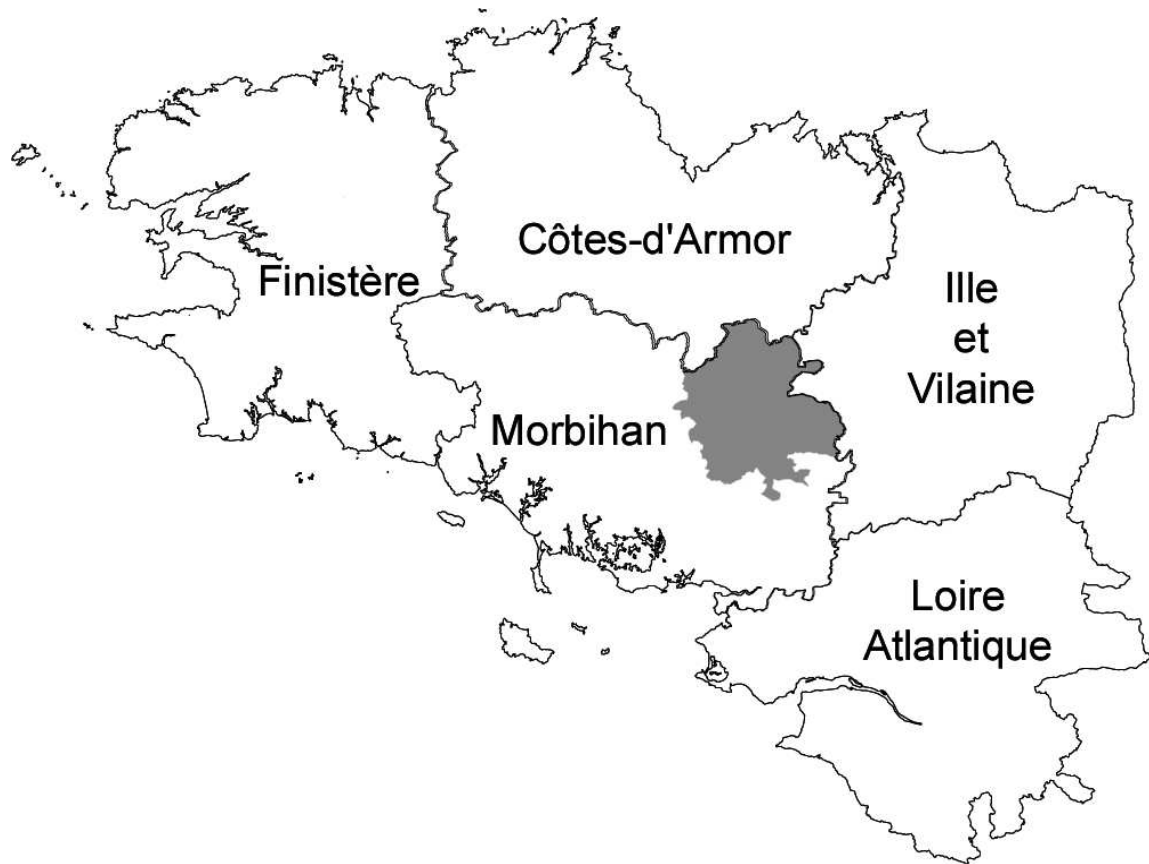 Côtes-d'Armor
Finistère
Ille
et
Vilaine
Morbihan
Loire
Atlantique